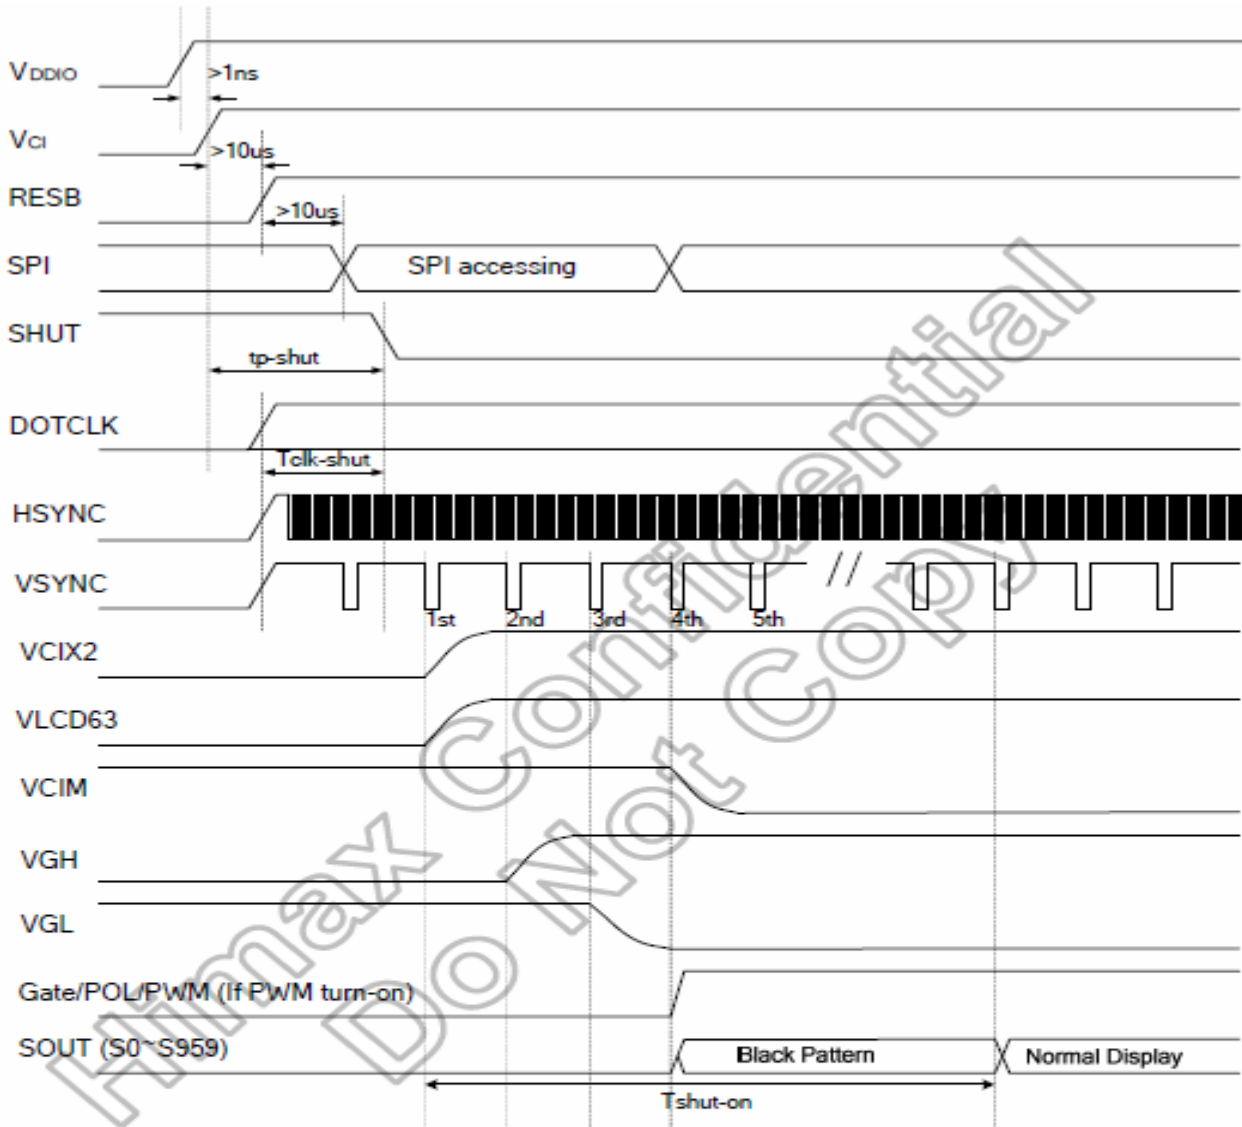 VDDIO
>1ns
VCI
>10us
RESB
>10us
SPI
SPI accessing
SHUT
tp-shut
DOTCLK
Tclk-shut
HSYNC
VSYNC
//
1st
2nd
3rd
4th
5th
VCIX2
VLCD63
VCIM
VGH
VGL
Gate/POL/PWM (If PWM turn-on)
SOUT (S0~S959)
Black Pattern
Normal Display
Tshut-on
Himax Confidential
Do Not Copy